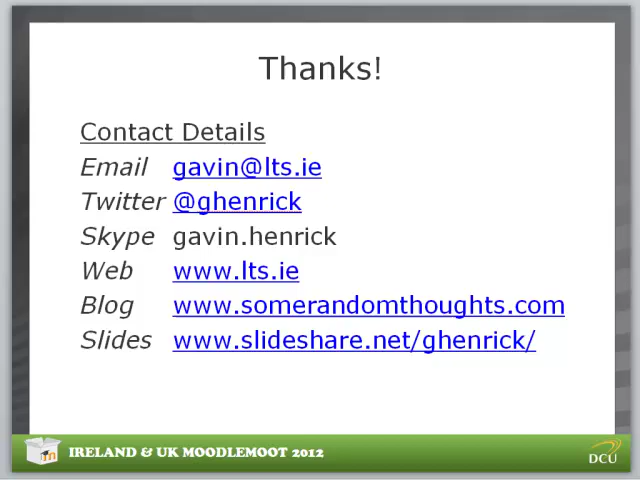 Thanks!
Contact Details
Email gavin@lts.ie
Twitter @ghenrick
Skype gavin.henrick
Web www.lts.ie
Blog www.somerandomthoughts.com
Slides www.slideshare.net/ghenrick/
m
IRELAND & UK MOODLEMOOT 2012
DCU